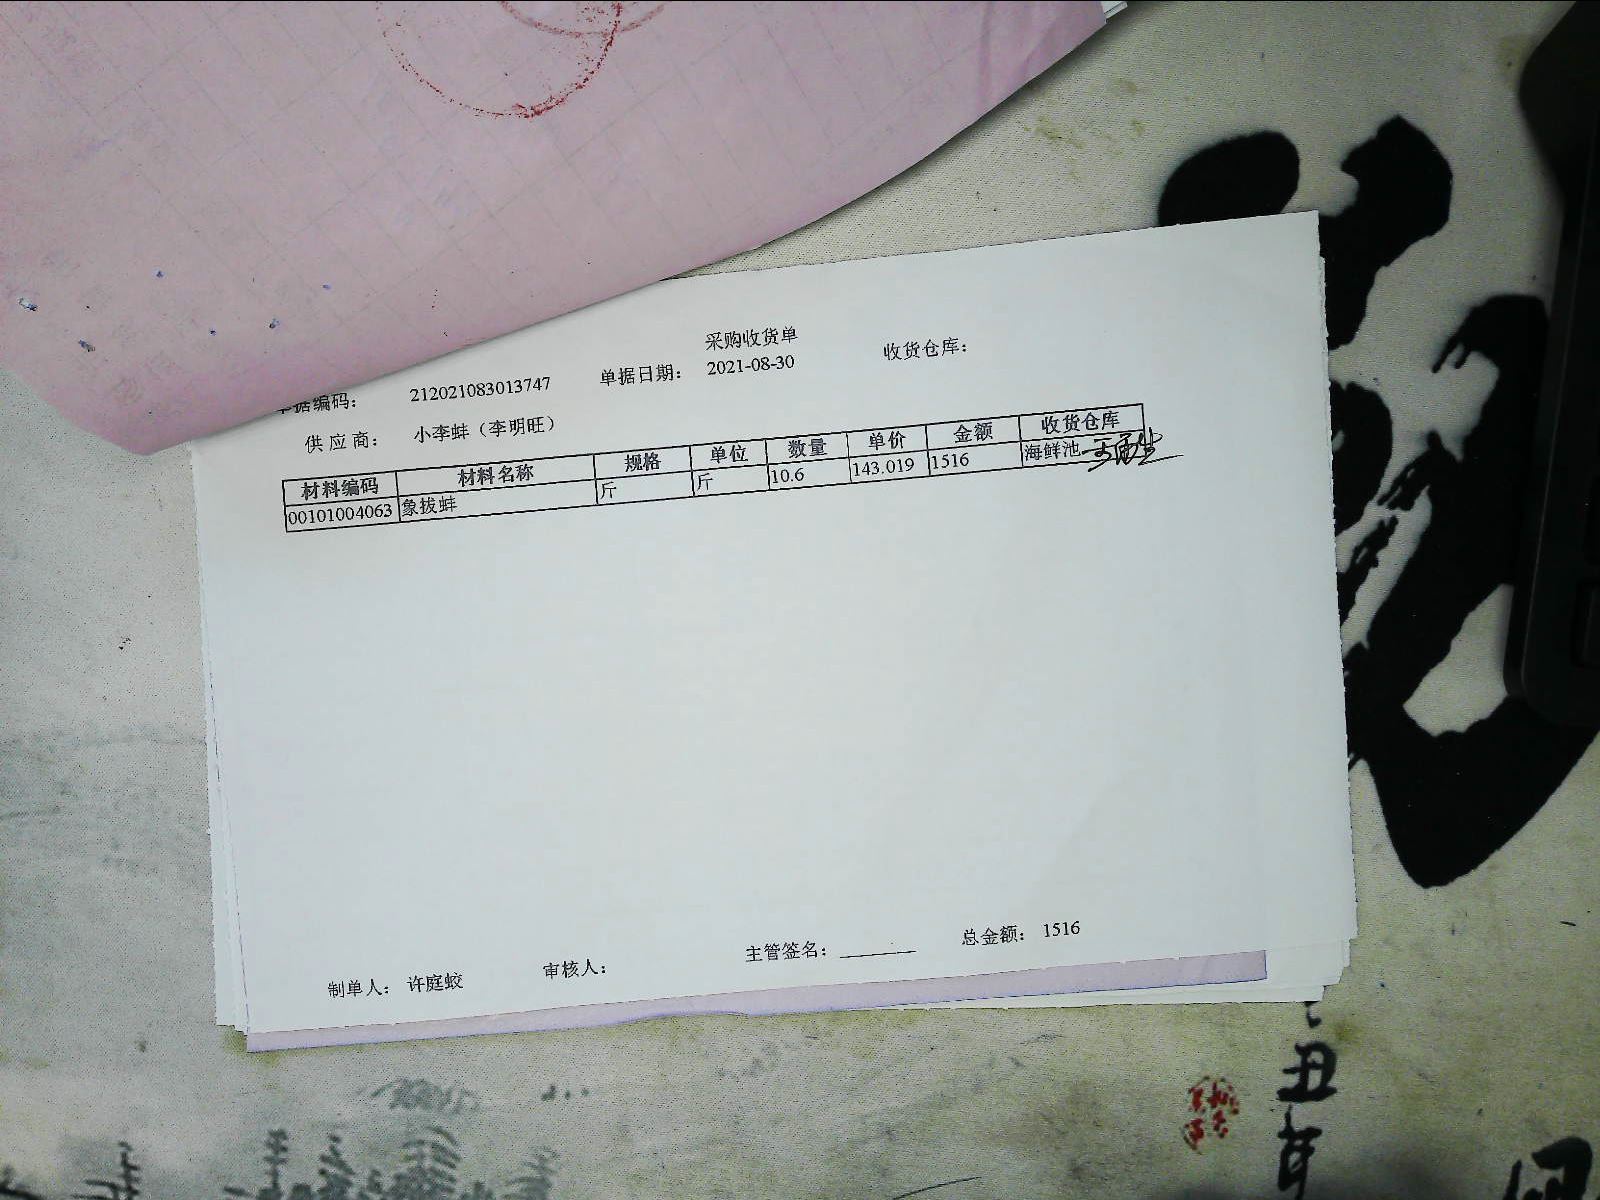 采购收货单
单据编码： 212021083013747 单据日期： 2021-08-30 收货仓库：
供应商： 小李蚌（李明旺）
材料编码 材料名称 规格 单位 数量 单价 金额 收货仓库
00101004063 象拔蚌 斤 斤 10.6 143.019 1516 海鲜池
制单人： 许庭蛟 审核人： 主管签名： 总金额： 1516
丑年